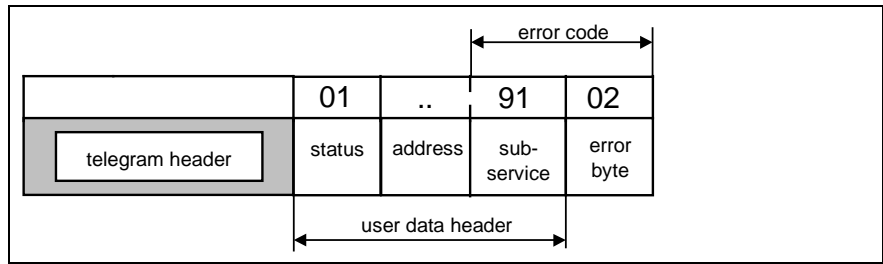 error code
01 .. 91 02
telegram header status address sub-
service error
byte
user data header